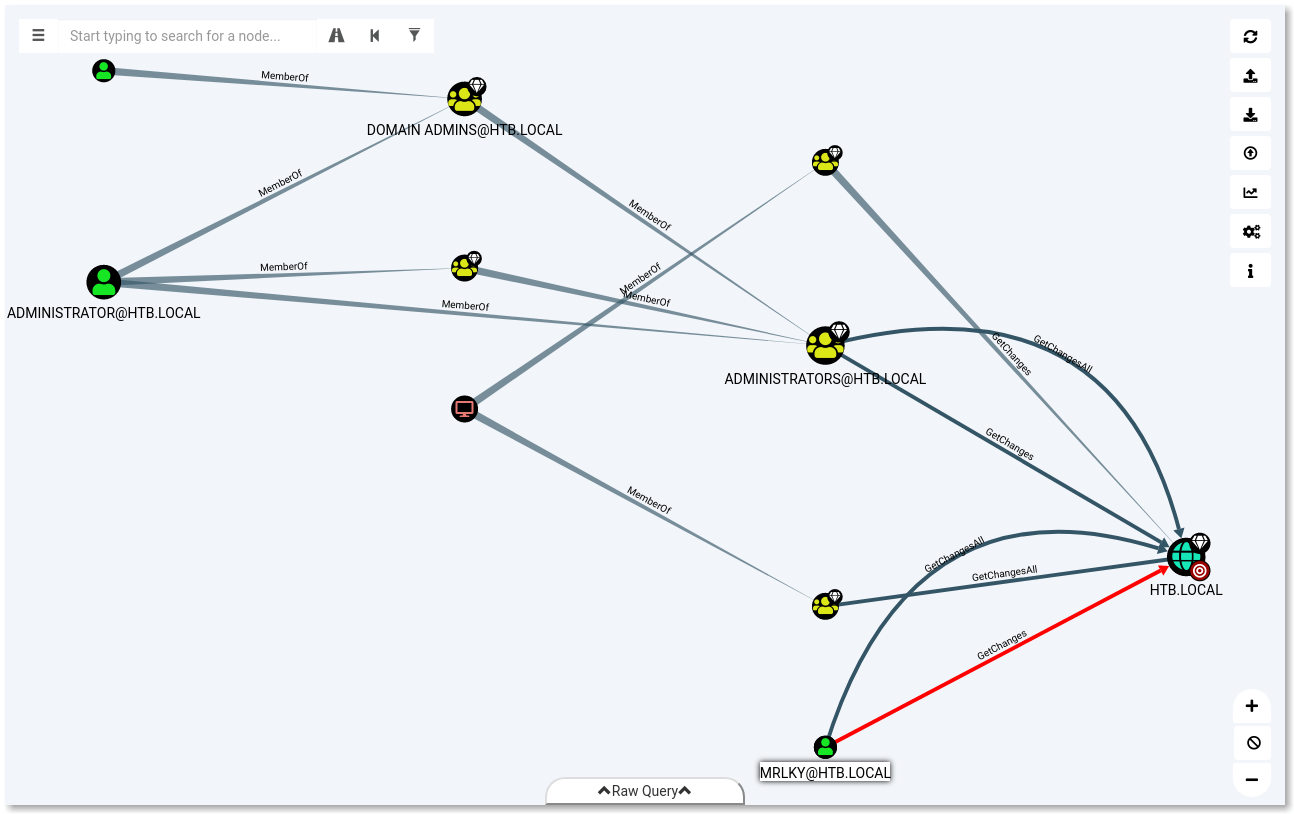 Start typing to search for a node...
MemberOf
DOMAIN ADMINS@HTB.LOCAL
MemberOf
MemberOf
MemberOf
MemberOf
ADMINISTRATOR@HTB.LOCAL
MemberOf
MemberOf
GetChanges
GetChangesAll
ADMINISTRATORS@HTB.LOCAL
GetChanges
MemberOf
GetChangesAll
GetChangesAll
HTB.LOCAL
GetChanges
MRLKY@HTB.LOCAL
Raw Query